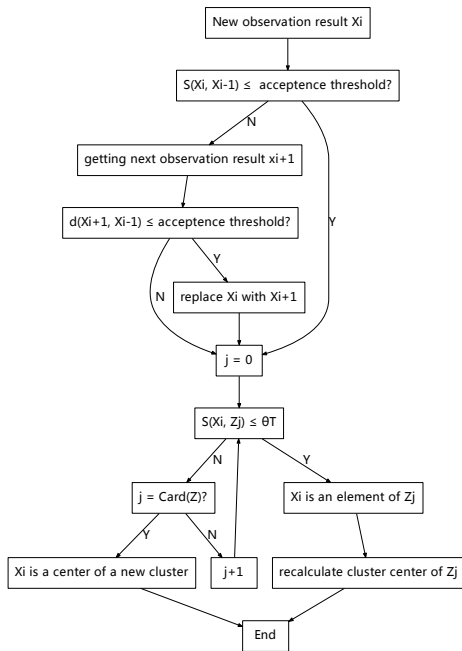 New observation result Xi
S(Xi, Xi-1) ≤  acceptence threshold?
N
getting next observation result xi+1
Y
d(Xi+1, Xi-1) ≤ acceptence threshold?
Y
N
replace Xi with Xi+1
j = 0
S(Xi, Zj) ≤ θT
N
Y
j = Card(Z)?
Xi is an element of Zj
Y
N
Xi is a center of a new cluster
j+1
recalculate cluster center of Zj
End